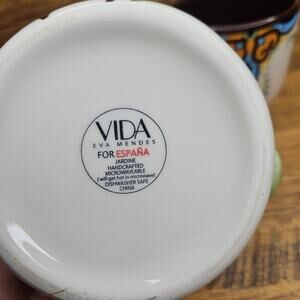 VIDA
EVA MENDES
FOR ESPAÑA
JARDINE
HANDCRAFTED
MICROWAVEABLE
(will get hot in microwave)
DISHWASHER SAFE
CHINA